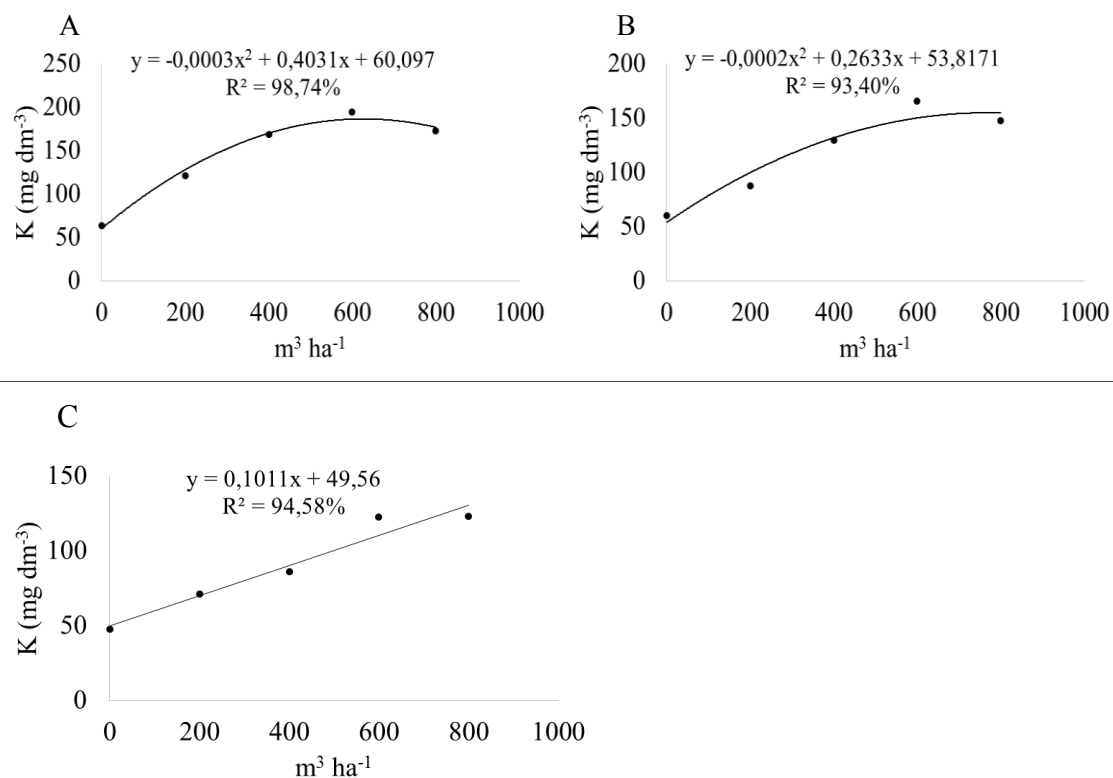 A
y = -0,0003x² + 0,4031x + 60,097
R² = 98,74%
250
200
150
100
50
0
K (mg dm⁻³)
0 200 400 600 800 1000
m³ ha⁻¹
B
y = -0,0002x² + 0,2633x + 53,8171
R² = 93,40%
200
150
100
50
0
K (mg dm⁻³)
0 200 400 600 800 1000
m³ ha⁻¹
C
y = 0,1011x + 49,56
R² = 94,58%
150
100
50
0
K (mg dm⁻³)
0 200 400 600 800 1000
m³ ha⁻¹